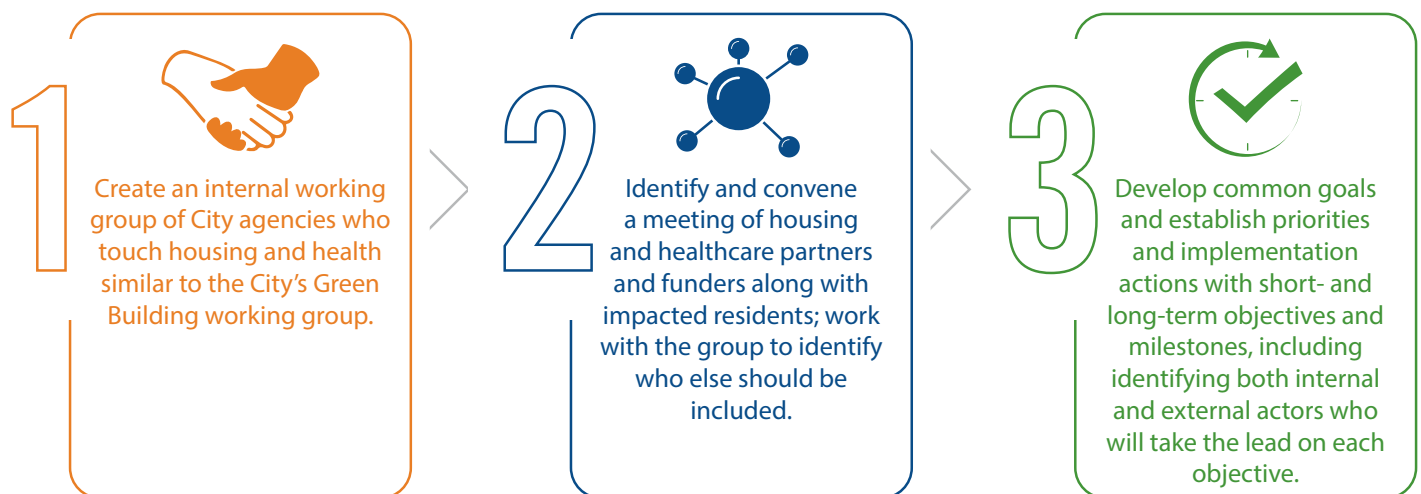 1
Create an internal working
group of City agencies who
touch housing and health
similar to the City’s Green
Building working group.
2
Identify and convene
a meeting of housing
and healthcare partners
and funders along with
impacted residents; work
with the group to identify
who else should be
included.
3
Develop common goals
and establish priorities
and implementation
actions with short- and
long-term objectives and
milestones, including
identifying both internal
and external actors who
will take the lead on each
objective.